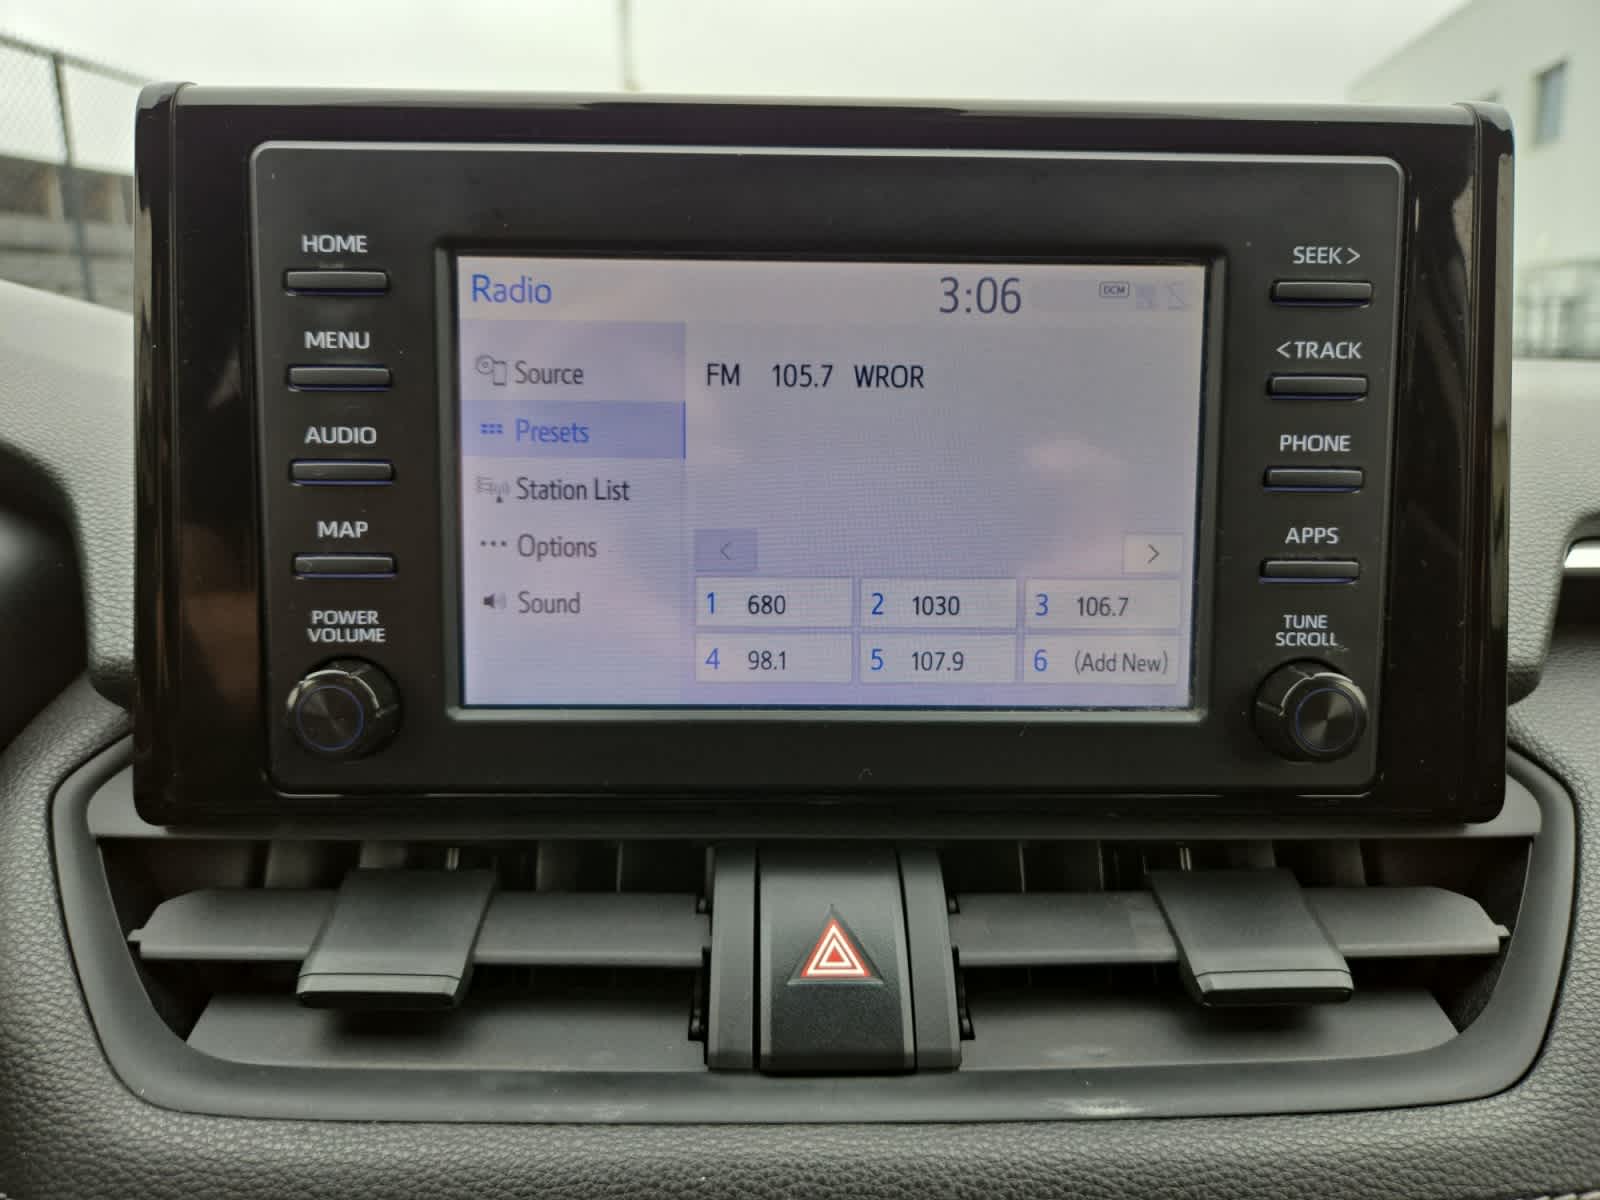 HOME
MENU
AUDIO
MAP
POWER
VOLUME
Radio
3:06
DCM
Source
Presets
Station List
Options
Sound
FM 105.7 WROR
< >
1 680
2 1030
3 106.7
4 98.1
5 107.9
6 (Add New)
SEEK >
< TRACK
PHONE
APPS
TUNE
SCROLL